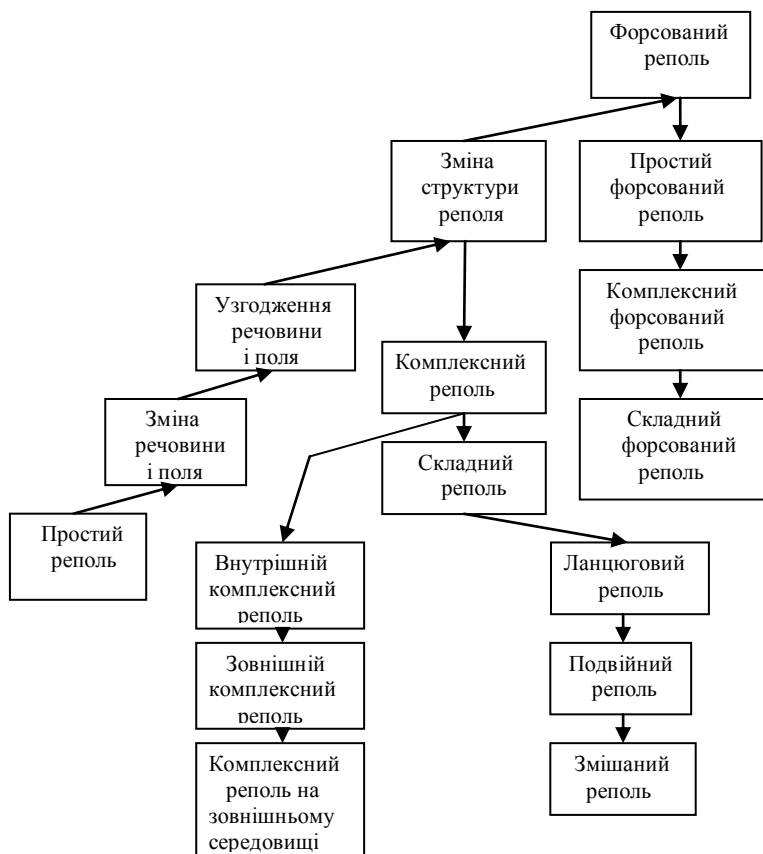 Форсований
реполь
Зміна
структури
реполя
Простий
форсований
реполь
Узгодження
речовини
і поля
Комплексний
форсований
реполь
Комплексний
реполь
Зміна
речовини
і поля
Складний
форсований
реполь
Складний
реполь
Простий
реполь
Внутрішній
комплексний
реполь
Ланцюговий
реполь
Зовнішній
комплексний
реполь
Подвійний
реполь
Комплексний
реполь на
зовнішньому
середовищі
Змішаний
реполь